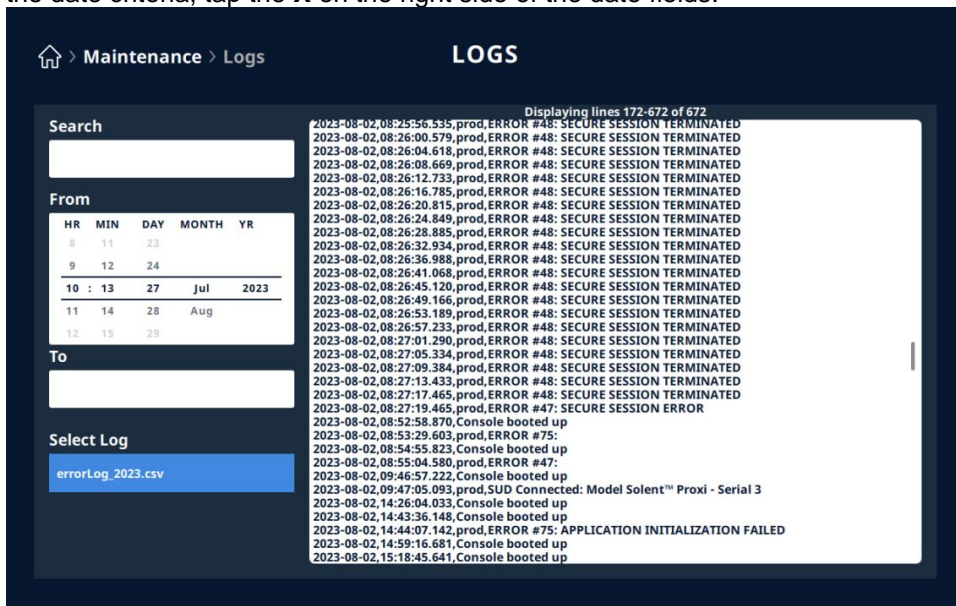 the date criteria, tap the X on the right side of the date fields.
> Maintenance > Logs
LOGS
Search
From
HR MIN DAY MONTH YR
8 11 23
9 12 24
10 : 13 27 Jul 2023
11 14 28 Aug
12 15 29
To
Select Log
errorLog_2023.csv
Displaying lines 172-672 of 672
2023-08-02,08:25:56.535,prod,ERROR #48: SECURE SESSION TERMINATED
2023-08-02,08:26:00.579,prod,ERROR #48: SECURE SESSION TERMINATED
2023-08-02,08:26:04.618,prod,ERROR #48: SECURE SESSION TERMINATED
2023-08-02,08:26:08.669,prod,ERROR #48: SECURE SESSION TERMINATED
2023-08-02,08:26:12.733,prod,ERROR #48: SECURE SESSION TERMINATED
2023-08-02,08:26:16.785,prod,ERROR #48: SECURE SESSION TERMINATED
2023-08-02,08:26:20.815,prod,ERROR #48: SECURE SESSION TERMINATED
2023-08-02,08:26:24.849,prod,ERROR #48: SECURE SESSION TERMINATED
2023-08-02,08:26:28.885,prod,ERROR #48: SECURE SESSION TERMINATED
2023-08-02,08:26:32.934,prod,ERROR #48: SECURE SESSION TERMINATED
2023-08-02,08:26:36.988,prod,ERROR #48: SECURE SESSION TERMINATED
2023-08-02,08:26:41.068,prod,ERROR #48: SECURE SESSION TERMINATED
2023-08-02,08:26:45.120,prod,ERROR #48: SECURE SESSION TERMINATED
2023-08-02,08:26:49.166,prod,ERROR #48: SECURE SESSION TERMINATED
2023-08-02,08:26:53.189,prod,ERROR #48: SECURE SESSION TERMINATED
2023-08-02,08:26:57.233,prod,ERROR #48: SECURE SESSION TERMINATED
2023-08-02,08:27:01.290,prod,ERROR #48: SECURE SESSION TERMINATED
2023-08-02,08:27:05.334,prod,ERROR #48: SECURE SESSION TERMINATED
2023-08-02,08:27:09.384,prod,ERROR #48: SECURE SESSION TERMINATED
2023-08-02,08:27:13.433,prod,ERROR #48: SECURE SESSION TERMINATED
2023-08-02,08:27:17.465,prod,ERROR #48: SECURE SESSION TERMINATED
2023-08-02,08:27:19.465,prod,ERROR #47: SECURE SESSION ERROR
2023-08-02,08:52:58.870,Console booted up
2023-08-02,08:53:29.603,prod,ERROR #75:
2023-08-02,08:54:55.823,Console booted up
2023-08-02,08:55:04.580,prod,ERROR #47:
2023-08-02,09:46:57.222,Console booted up
2023-08-02,09:47:05.093,prod,SUD Connected: Model Solent™ Proxi - Serial 3
2023-08-02,14:26:04.033,Console booted up
2023-08-02,14:43:36.148,Console booted up
2023-08-02,14:44:07.142,prod,ERROR #75: APPLICATION INITIALIZATION FAILED
2023-08-02,14:59:16.681,Console booted up
2023-08-02,15:18:45.641,Console booted up